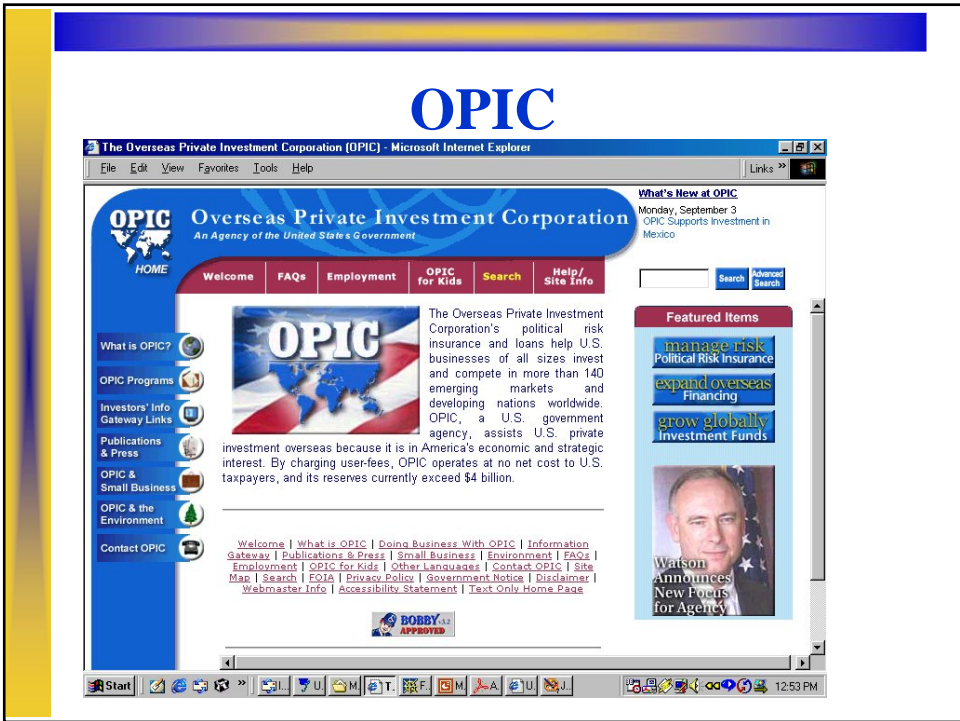 OPIC
The Overseas Private Investment Corporation (OPIC) - Microsoft Internet Explorer
File Edit View Favorites Tools Help
Links »
OPIC
HOME
Overseas Private Investment Corporation
An Agency of the United States Government
What's New at OPIC
Monday, September 3
OPIC Supports Investment in
Mexico
Welcome FAQs Employment OPIC for Kids Search Help/ Site Info
Search Advanced Search
What is OPIC?
OPIC Programs
Investors' Info
Gateway Links
Publications
& Press
OPIC &
Small Business
OPIC & the
Environment
Contact OPIC
OPIC
The Overseas Private Investment
Corporation's political risk
insurance and loans help U.S.
businesses of all sizes invest
and compete in more than 140
emerging markets and
developing nations worldwide.
OPIC, a U.S. government
agency, assists U.S. private
investment overseas because it is in America's economic and strategic
interest. By charging user-fees, OPIC operates at no net cost to U.S.
taxpayers, and its reserves currently exceed $4 billion.
Welcome | What is OPIC | Doing Business With OPIC | Information
Gateway | Publications & Press | Small Business | Environment | FAQs |
Employment | OPIC for Kids | Other Languages | Contact OPIC | Site
Map | Search | FOIA | Privacy Policy | Government Notice | Disclaimer |
Webmaster Info | Accessibility Statement | Text Only Home Page
BOBBY v3.2
APPROVED
Featured Items
manage risk
Political Risk Insurance
expand overseas
Financing
grow globally
Investment Funds
Watson
Announces
New Focus
for Agency
Start » I... U. M. T. F. M. A. U. J.. 12:53 PM